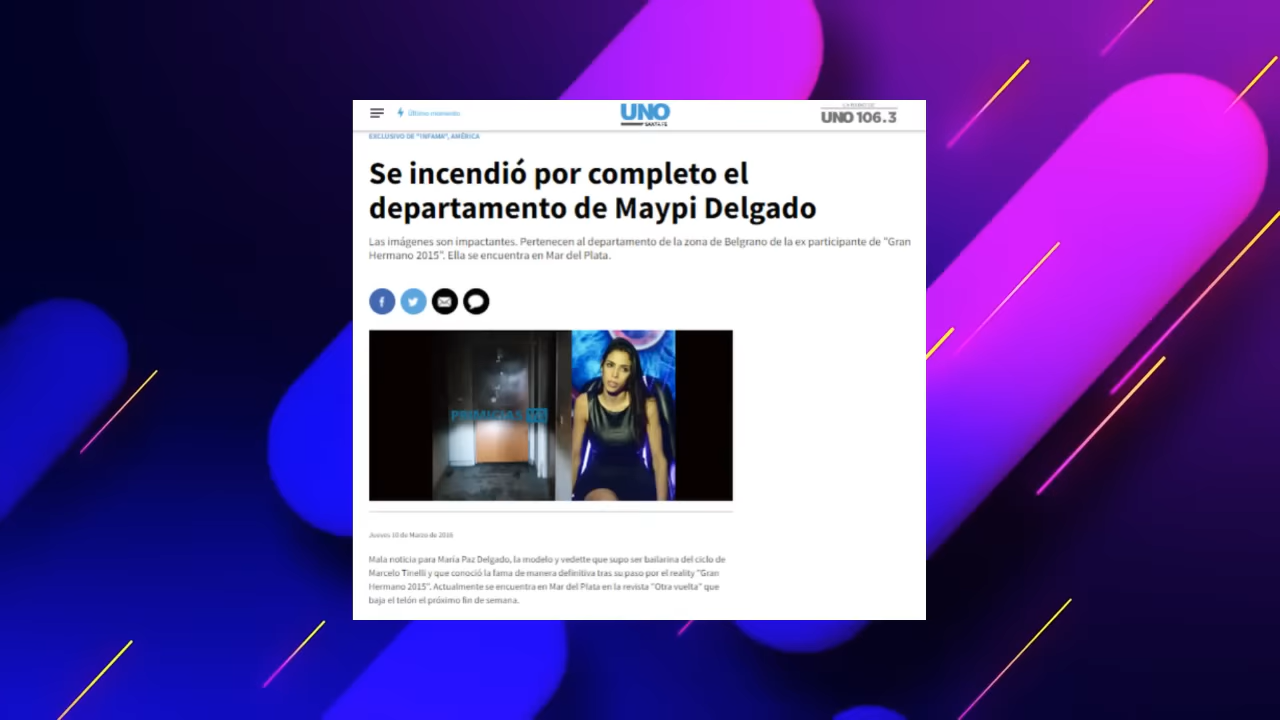 Último momento
UNO
SANTA FE
LA RADIO DE
UNO 106.3
EXCLUSIVO DE "INFAMA", AMÉRICA
Se incendió por completo el
departamento de Maypi Delgado
Las imágenes son impactantes. Pertenecen al departamento de la zona de Belgrano de la ex participante de "Gran
Hermano 2015". Ella se encuentra en Mar del Plata.
PRIMICIAS YA
Jueves 10 de Marzo de 2016
Mala noticia para María Paz Delgado, la modelo y vedette que supo ser bailarina del ciclo de
Marcelo Tinelli y que conoció la fama de manera definitiva tras su paso por el reality "Gran
Hermano 2015". Actualmente se encuentra en Mar del Plata en la revista "Otra vuelta" que
baja el telón el próximo fin de semana.